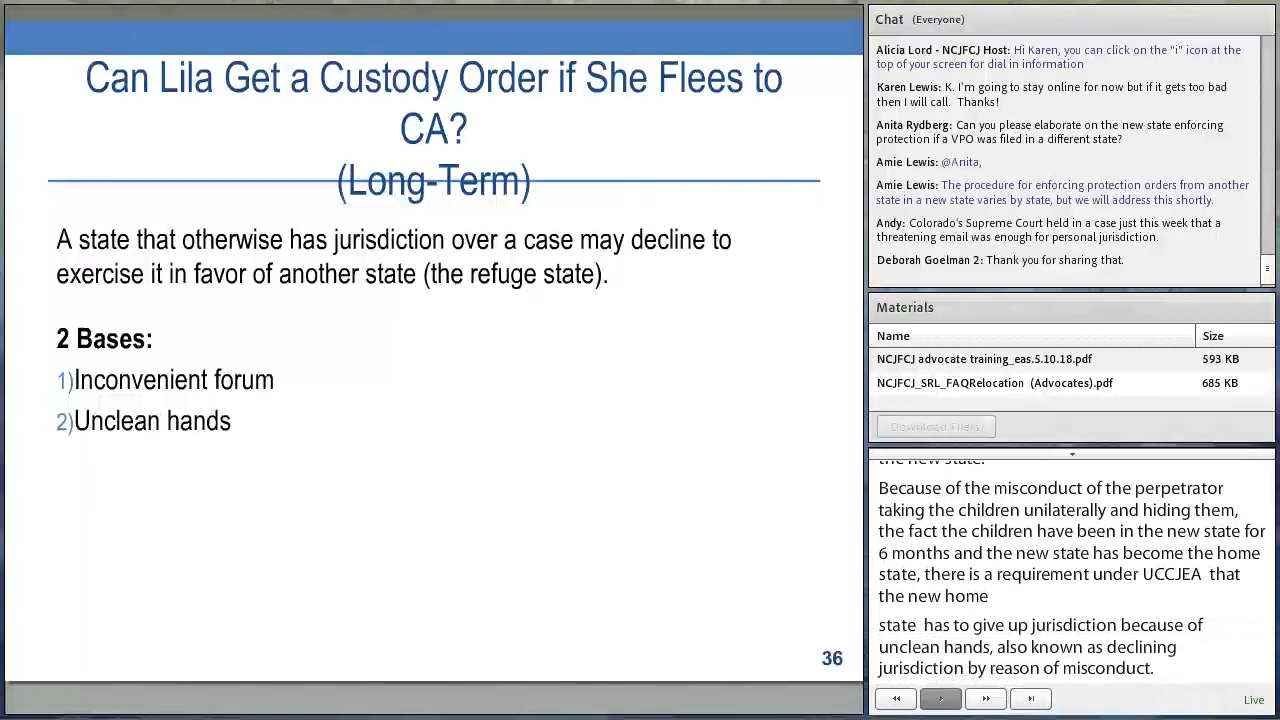 Can Lila Get a Custody Order if She Flees to
CA?
(Long-Term)
A state that otherwise has jurisdiction over a case may decline to
exercise it in favor of another state (the refuge state).
2 Bases:
1)Inconvenient forum
2)Unclean hands
36
Chat (Everyone)
Alicia Lord - NCJFCJ Host: Hi Karen, you can click on the "i" icon at the
top of your screen for dial in information
Karen Lewis: K. I'm going to stay online for now but if it gets too bad
then I will call. Thanks!
Anita Rydberg: Can you please elaborate on the new state enforcing
protection if a VPO was filed in a different state?
Amie Lewis: @Anita,
Amie Lewis: The procedure for enforcing protection orders from another
state in a new state varies by state, but we will address this shortly.
Andy: Colorado's Supreme Court held in a case just this week that a
threatening email was enough for personal jurisdiction.
Deborah Goelman 2: Thank you for sharing that.
Materials
Name Size
NCJFCJ advocate training_eas.5.10.18.pdf 593 KB
NCJFCJ_SRL_FAQRelocation (Advocates).pdf 685 KB
Download File(s)
the new state.
Because of the misconduct of the perpetrator
taking the children unilaterally and hiding them,
the fact the children have been in the new state for
6 months and the new state has become the home
state, there is a requirement under UCCJEA that
the new home
state has to give up jurisdiction because of
unclean hands, also known as declining
jurisdiction by reason of misconduct.
Live